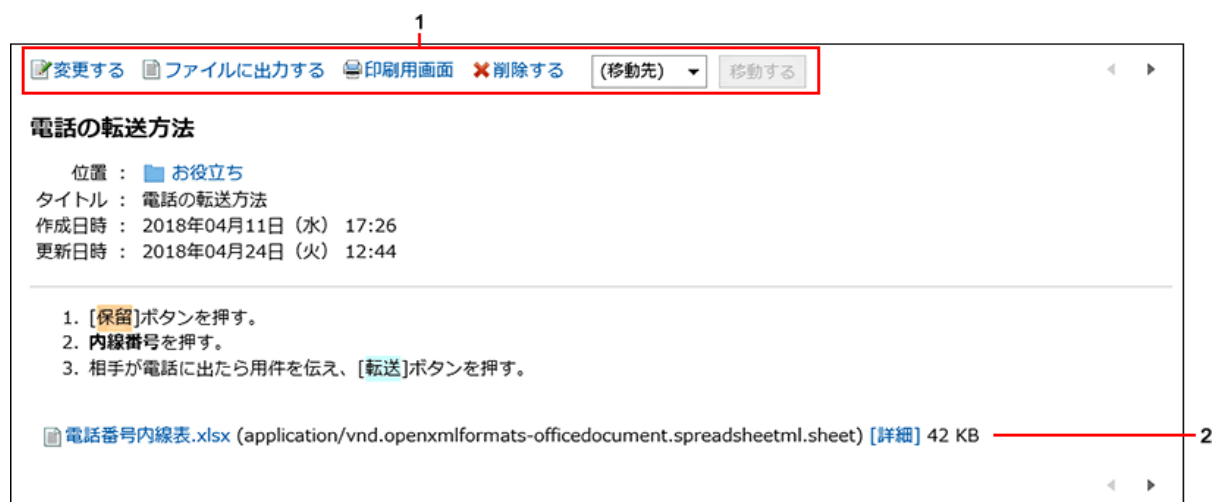 1
変更する ファイルに出力する 印刷用画面 削除する (移動先) 移動する
電話の転送方法
位置 : お役立ち
タイトル : 電話の転送方法
作成日時 : 2018年04月11日（水） 17:26
更新日時 : 2018年04月24日（火） 12:44
1. [保留]ボタンを押す。
2. 内線番号を押す。
3. 相手が電話に出たら用件を伝え、[転送]ボタンを押す。
電話番号内線表.xlsx (application/vnd.openxmlformats-officedocument.spreadsheetml.sheet) [詳細] 42 KB
2